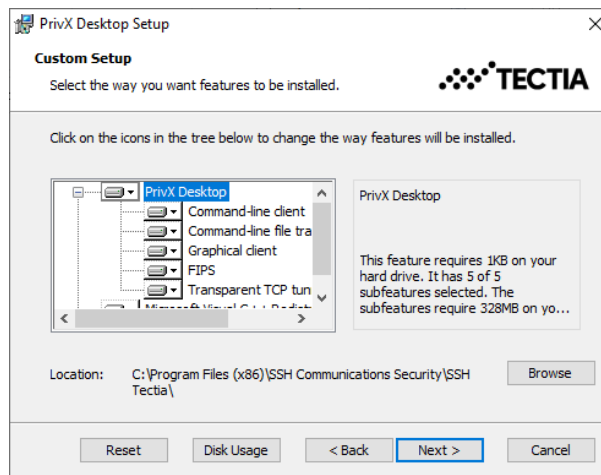 PrivX Desktop Setup
Custom Setup
Select the way you want features to be installed.
TECTIA
Click on the icons in the tree below to change the way features will be installed.
PrivX Desktop
Command-line client
Command-line file tra
Graphical client
FIPS
Transparent TCP tun
PrivX Desktop
This feature requires 1KB on your
hard drive. It has 5 of 5
subfeatures selected. The
subfeatures require 328MB on yo...
Location:
C:\Program Files (x86)\SSH Communications Security\SSH
Tectia\
Browse
Reset
Disk Usage
< Back
Next >
Cancel